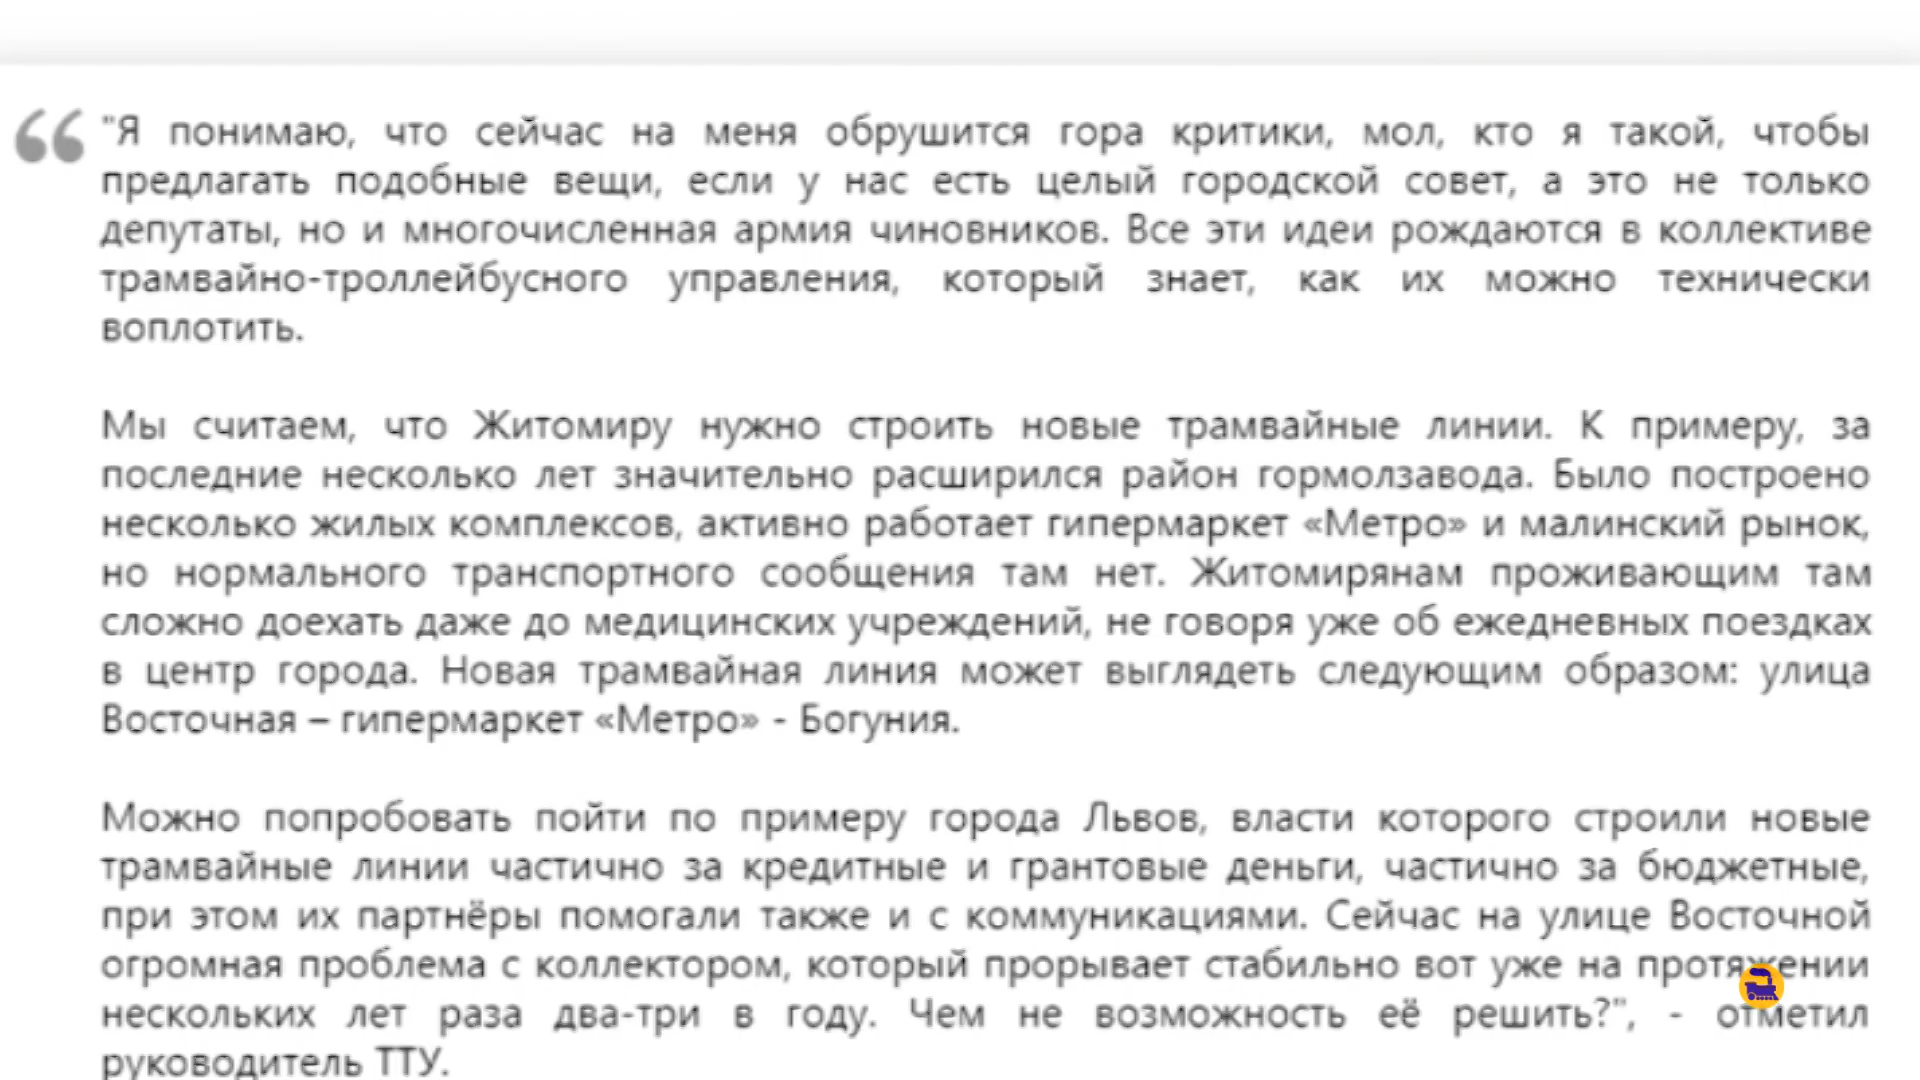 "Я понимаю, что сейчас на меня обрушится гора критики, мол, кто я такой, чтобы
предлагать подобные вещи, если у нас есть целый городской совет, а это не только
депутаты, но и многочисленная армия чиновников. Все эти идеи рождаются в коллективе
трамвайно-троллейбусного управления, который знает, как их можно технически
воплотить.
Мы считаем, что Житомиру нужно строить новые трамвайные линии. К примеру, за
последние несколько лет значительно расширился район гормолзавода. Было построено
несколько жилых комплексов, активно работает гипермаркет «Метро» и малинский рынок,
но нормального транспортного сообщения там нет. Житомирянам проживающим там
сложно доехать даже до медицинских учреждений, не говоря уже об ежедневных поездках
в центр города. Новая трамвайная линия может выглядеть следующим образом: улица
Восточная – гипермаркет «Метро» - Богуния.
Можно попробовать пойти по примеру города Львов, власти которого строили новые
трамвайные линии частично за кредитные и грантовые деньги, частично за бюджетные,
при этом их партнёры помогали также и с коммуникациями. Сейчас на улице Восточной
огромная проблема с коллектором, который прорывает стабильно вот уже на протяжении
нескольких лет раза два-три в году. Чем не возможность её решить?", - отметил
руководитель ТТУ.